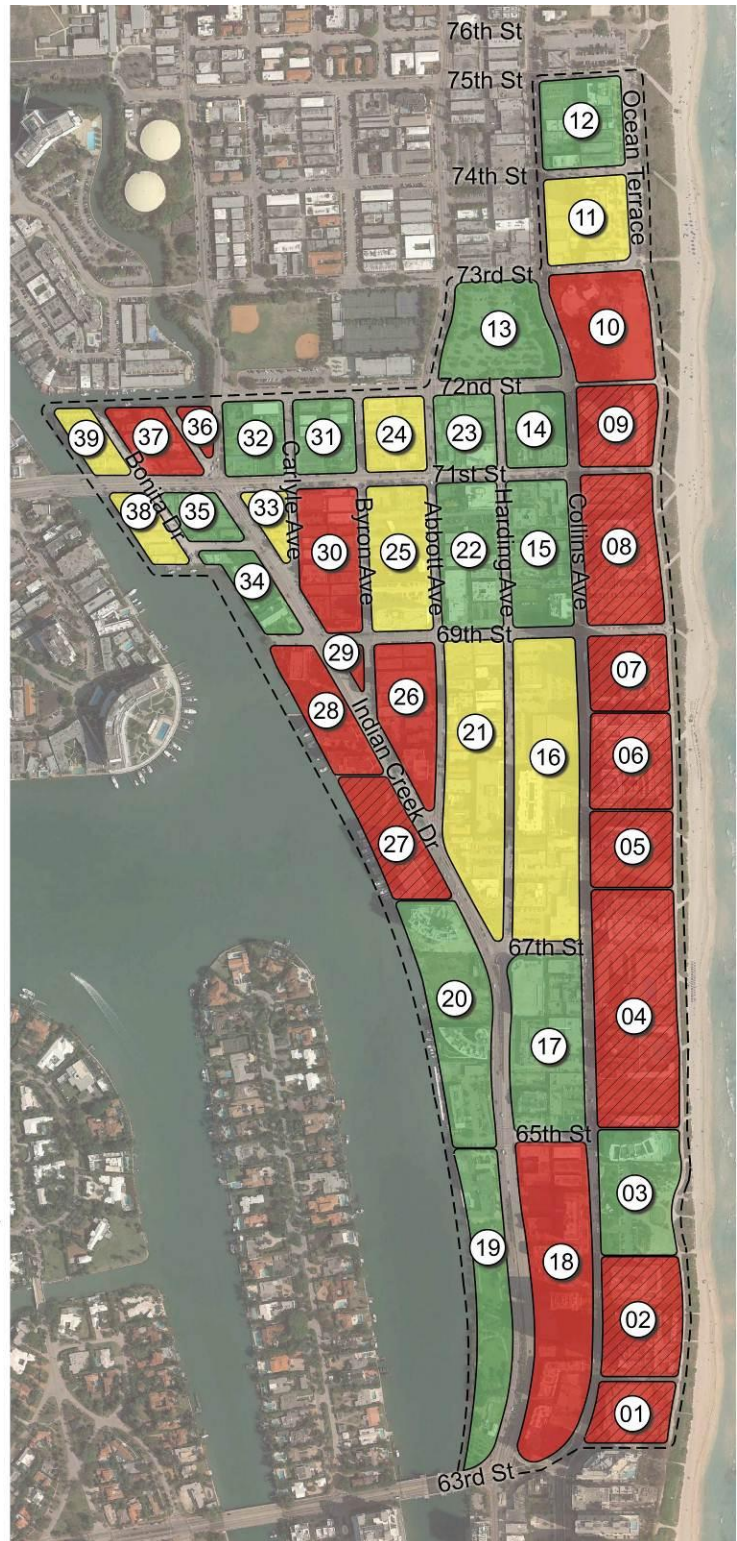 76th St
75th St
Ocean Terrace
12
74th St
11
73rd St
10
13
72nd St
39
37
36
32
31
24
23
14
09
Bonita Dr
Carlyle Ave
71st St
38
35
33
30
Byron Ave
25
Abbott Ave
22
Harding Ave
15
Collins Ave
08
34
69th St
29
28
26
Indian Creek Dr
21
16
07
06
27
05
67th St
20
17
04
65th St
03
19
18
02
01
63rd St